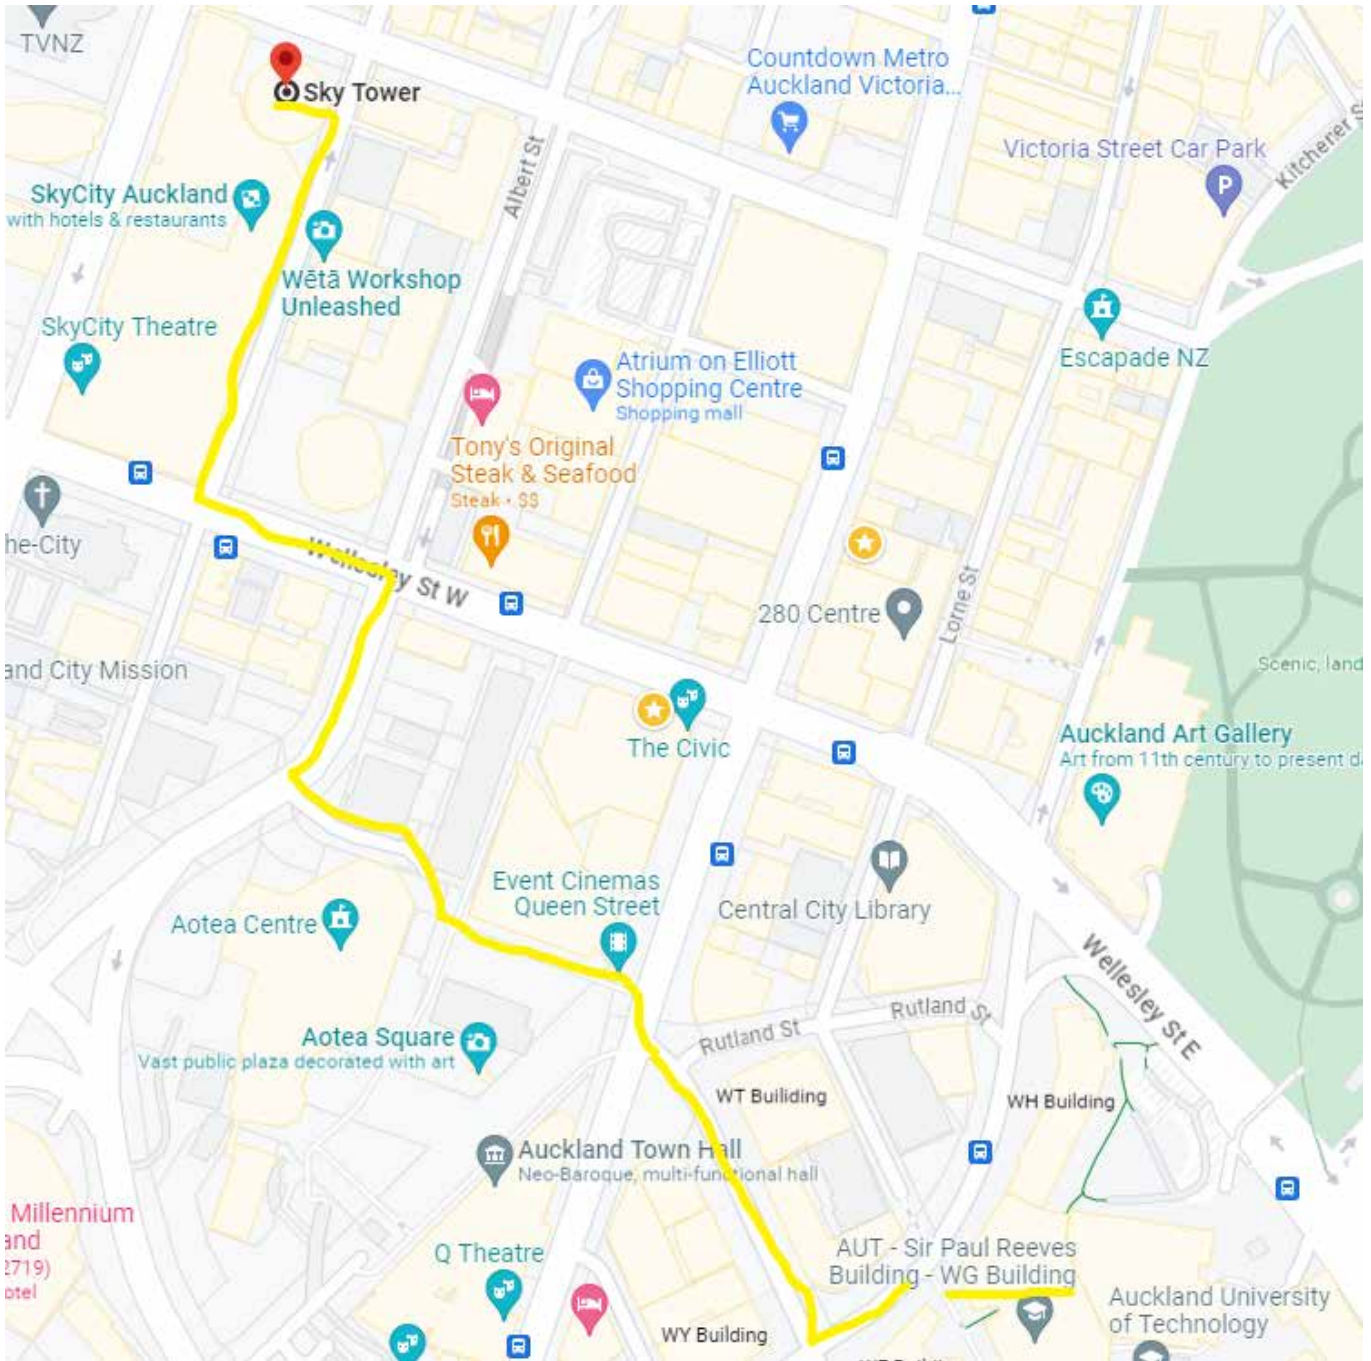 TVNZ
Sky Tower
Countdown Metro
Auckland Victoria...
Victoria Street Car Park
P
Kitchener S
Albert St
SkyCity Auckland
with hotels & restaurants
Wētā Workshop
Unleashed
SkyCity Theatre
Escapade NZ
Atrium on Elliott
Shopping Centre
Shopping mall
Tony's Original
Steak & Seafood
Steak · $$
he-City
Wellesley St W
280 Centre
Lorne St
and City Mission
Scenic, land
The Civic
Auckland Art Gallery
Art from 11th century to present da
Event Cinemas
Queen Street
Central City Library
Aotea Centre
Wellesley St E
Rutland St
Rutland St
Aotea Square
Vast public plaza decorated with art
WT Builiding
WH Building
Auckland Town Hall
Neo-Baroque, multi-functional hall
Millennium
and
2719)
otel
Q Theatre
AUT - Sir Paul Reeves
Building - WG Building
Auckland University
of Technology
WY Building